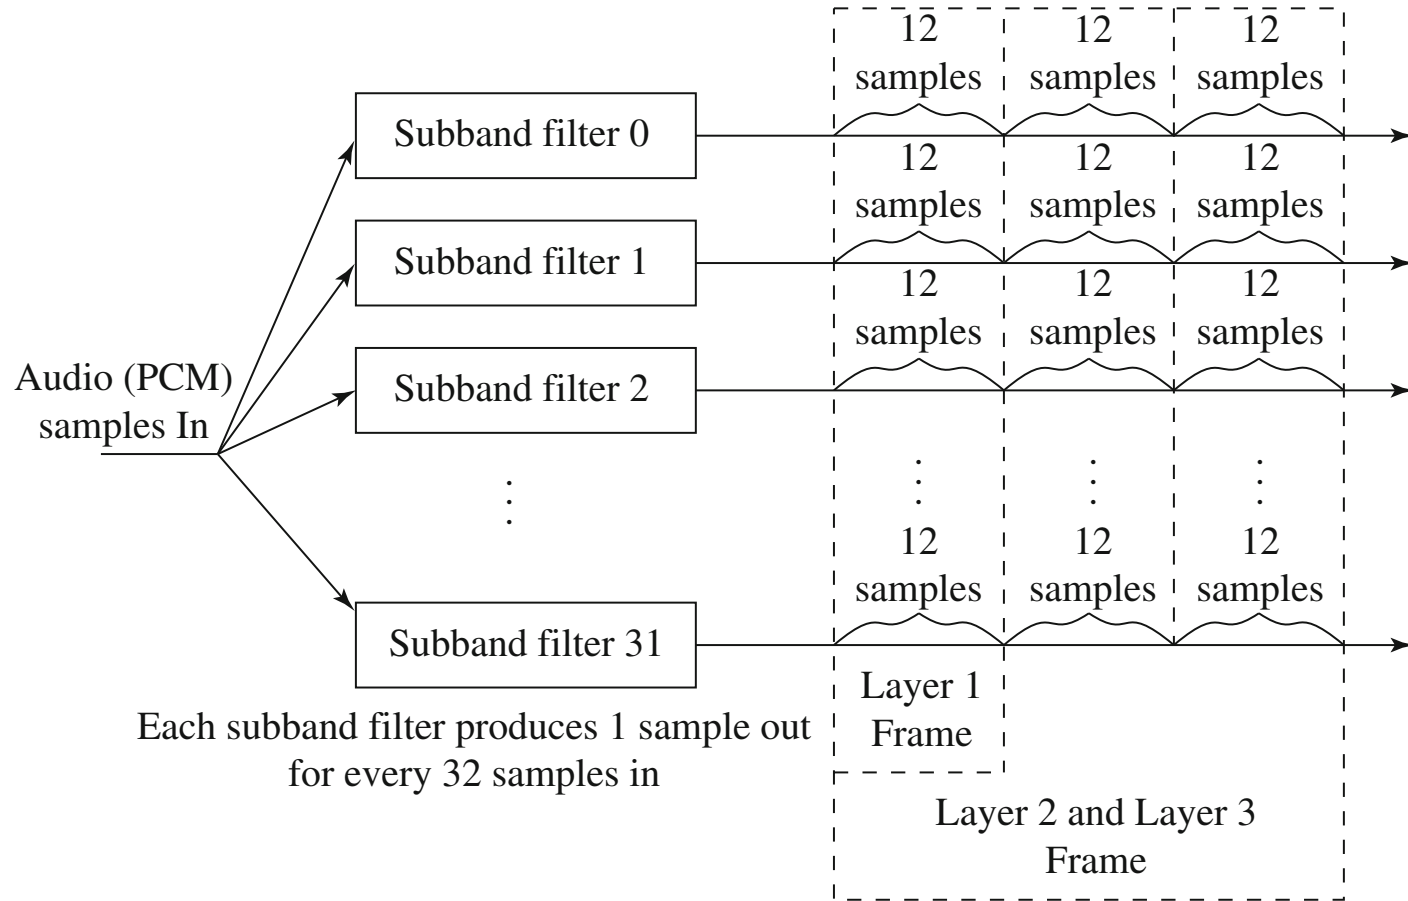 12 12 12
samples samples samples
Subband filter 0
12 12 12
samples samples samples
Subband filter 1
12 12 12
samples samples samples
Audio (PCM)
samples In
Subband filter 2
12 12 12
samples samples samples
Subband filter 31
Each subband filter produces 1 sample out
for every 32 samples in
Layer 1
Frame
Layer 2 and Layer 3
Frame